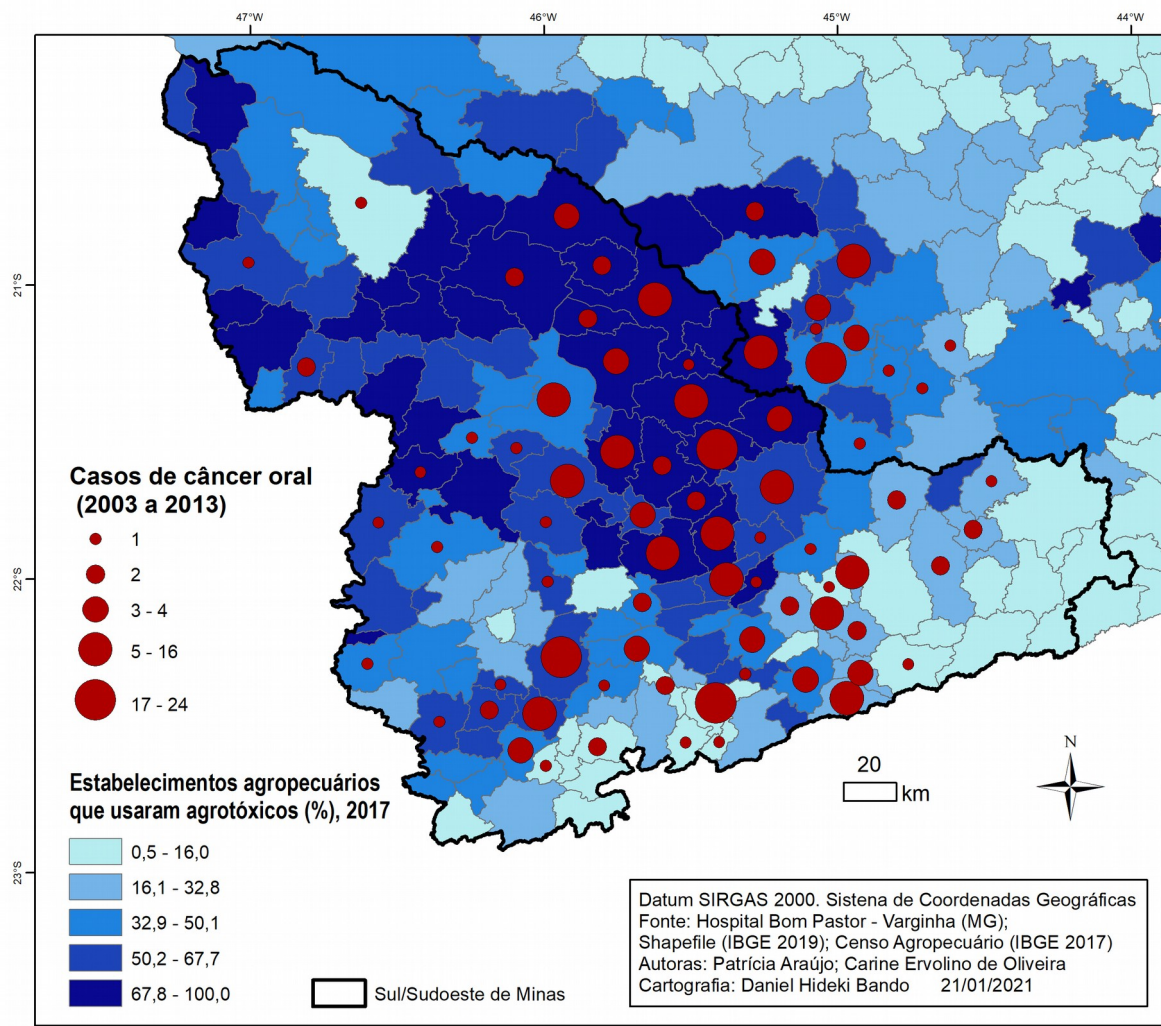 47°W 46°W 45°W 44°W
21°S
22°S
23°S
Casos de câncer oral
(2003 a 2013)
1
2
3 - 4
5 - 16
17 - 24
Estabelecimentos agropecuários
que usaram agrotóxicos (%), 2017
0,5 - 16,0
16,1 - 32,8
32,9 - 50,1
50,2 - 67,7
67,8 - 100,0
Sul/Sudoeste de Minas
20
km
N
Datum SIRGAS 2000. Sistena de Coordenadas Geográficas
Fonte: Hospital Bom Pastor - Varginha (MG);
Shapefile (IBGE 2019); Censo Agropecuário (IBGE 2017)
Autoras: Patrícia Araújo; Carine Ervolino de Oliveira
Cartografia: Daniel Hideki Bando 21/01/2021